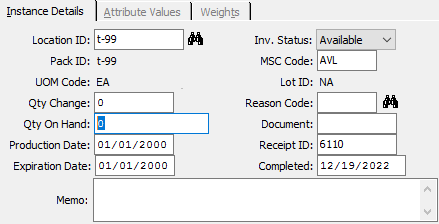 Instance Details Attribute Values Weights
Location ID: t-99 Inv. Status: Available
Pack ID: t-99 MSC Code: AVL
UOM Code: EA Lot ID: NA
Qty Change: 0 Reason Code:
Qty On Hand: 0 Document:
Production Date: 01/01/2000 Receipt ID: 6110
Expiration Date: 01/01/2000 Completed: 12/19/2022
Memo: